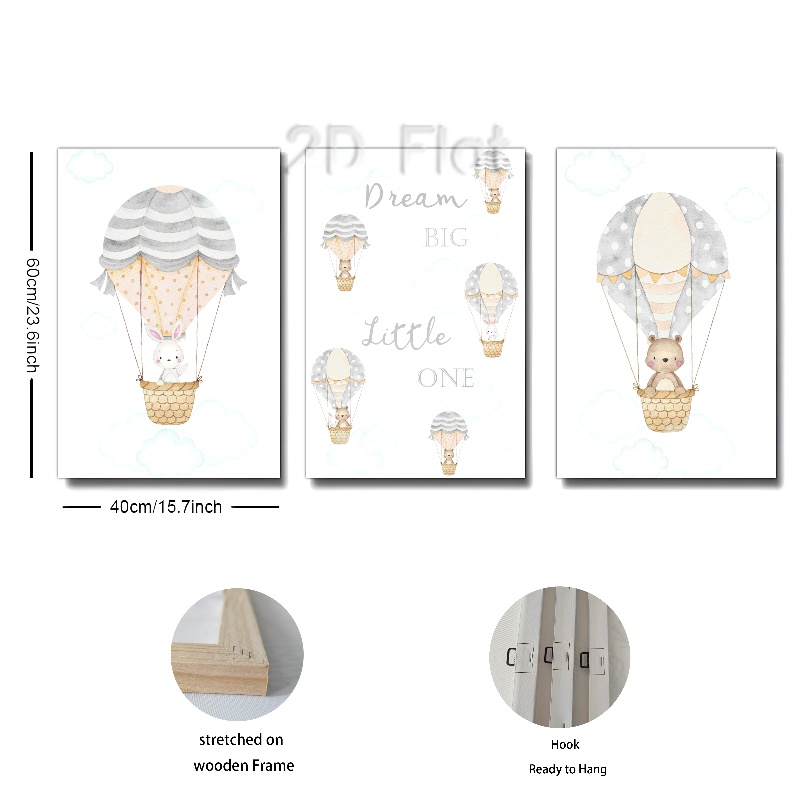 2D Flat
Dream
BIG
Little
ONE
60cm/23.6inch
40cm/15.7inch
stretched on
wooden Frame
Hook
Ready to Hang